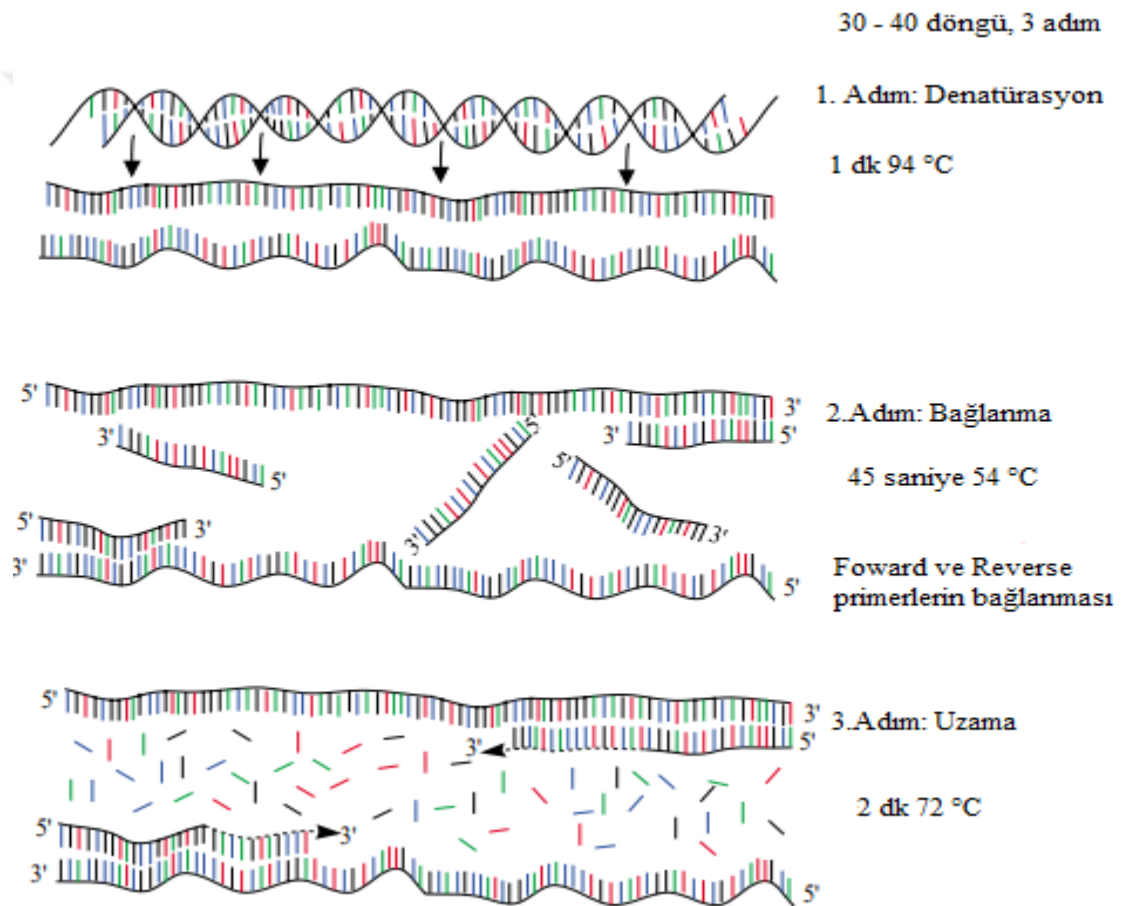 30 - 40 döngü, 3 adım
1. Adım: Denatürasyon
1 dk 94 °C
5'
3'
2.Adım: Bağlanma
3'
5'
5'
5'
3'
5'
45 saniye 54 °C
5'
3'
3'
3'
3'
5'
Foward ve Reverse
primerlerin bağlanması
5'
3'
3.Adım: Uzama
3'
5'
2 dk 72 °C
5'
3'
3'
5'